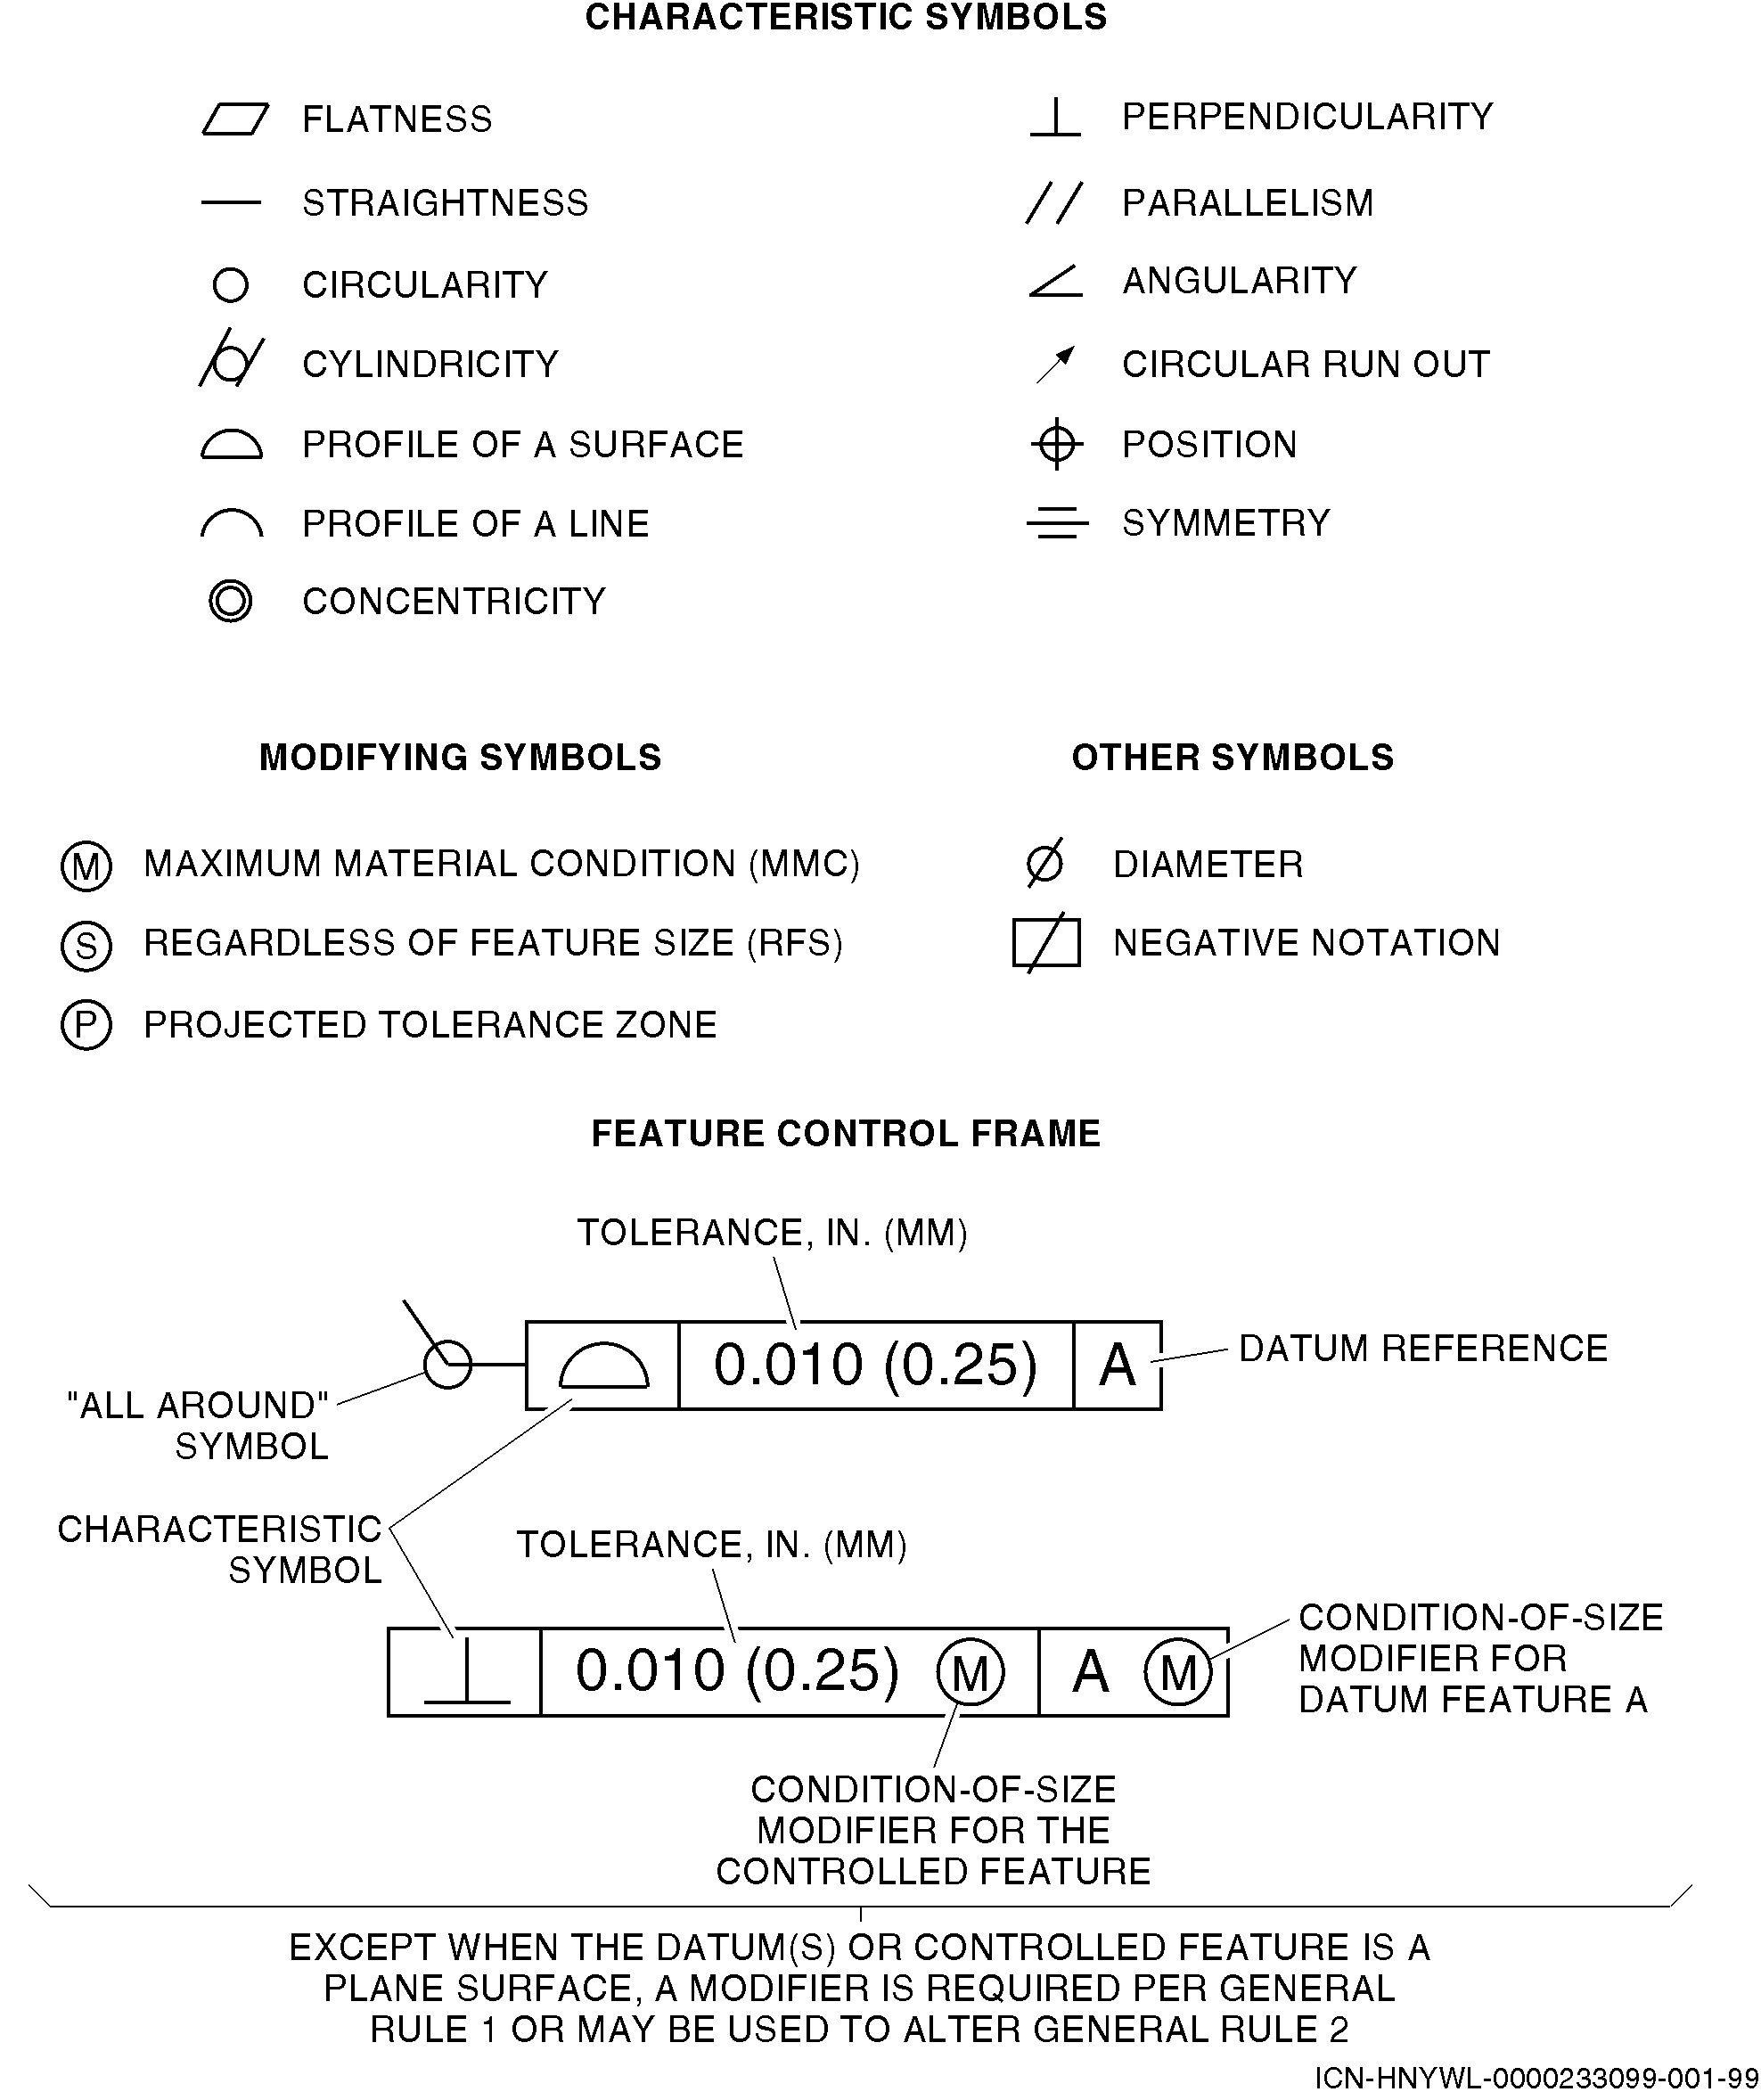 CHARACTERISTIC SYMBOLS
FLATNESS
STRAIGHTNESS
CIRCULARITY
CYLINDRICITY
PROFILE OF A SURFACE
PROFILE OF A LINE
CONCENTRICITY
PERPENDICULARITY
PARALLELISM
ANGULARITY
CIRCULAR RUN OUT
POSITION
SYMMETRY
MODIFYING SYMBOLS
M MAXIMUM MATERIAL CONDITION (MMC)
S REGARDLESS OF FEATURE SIZE (RFS)
P PROJECTED TOLERANCE ZONE
OTHER SYMBOLS
DIAMETER
NEGATIVE NOTATION
FEATURE CONTROL FRAME
TOLERANCE, IN. (MM)
0.010 (0.25) A
DATUM REFERENCE
"ALL AROUND"
SYMBOL
CHARACTERISTIC
SYMBOL
TOLERANCE, IN. (MM)
0.010 (0.25) M A M
CONDITION-OF-SIZE
MODIFIER FOR
DATUM FEATURE A
CONDITION-OF-SIZE
MODIFIER FOR THE
CONTROLLED FEATURE
EXCEPT WHEN THE DATUM(S) OR CONTROLLED FEATURE IS A
PLANE SURFACE, A MODIFIER IS REQUIRED PER GENERAL
RULE 1 OR MAY BE USED TO ALTER GENERAL RULE 2
ICN-HNYWL-0000233099-001-99